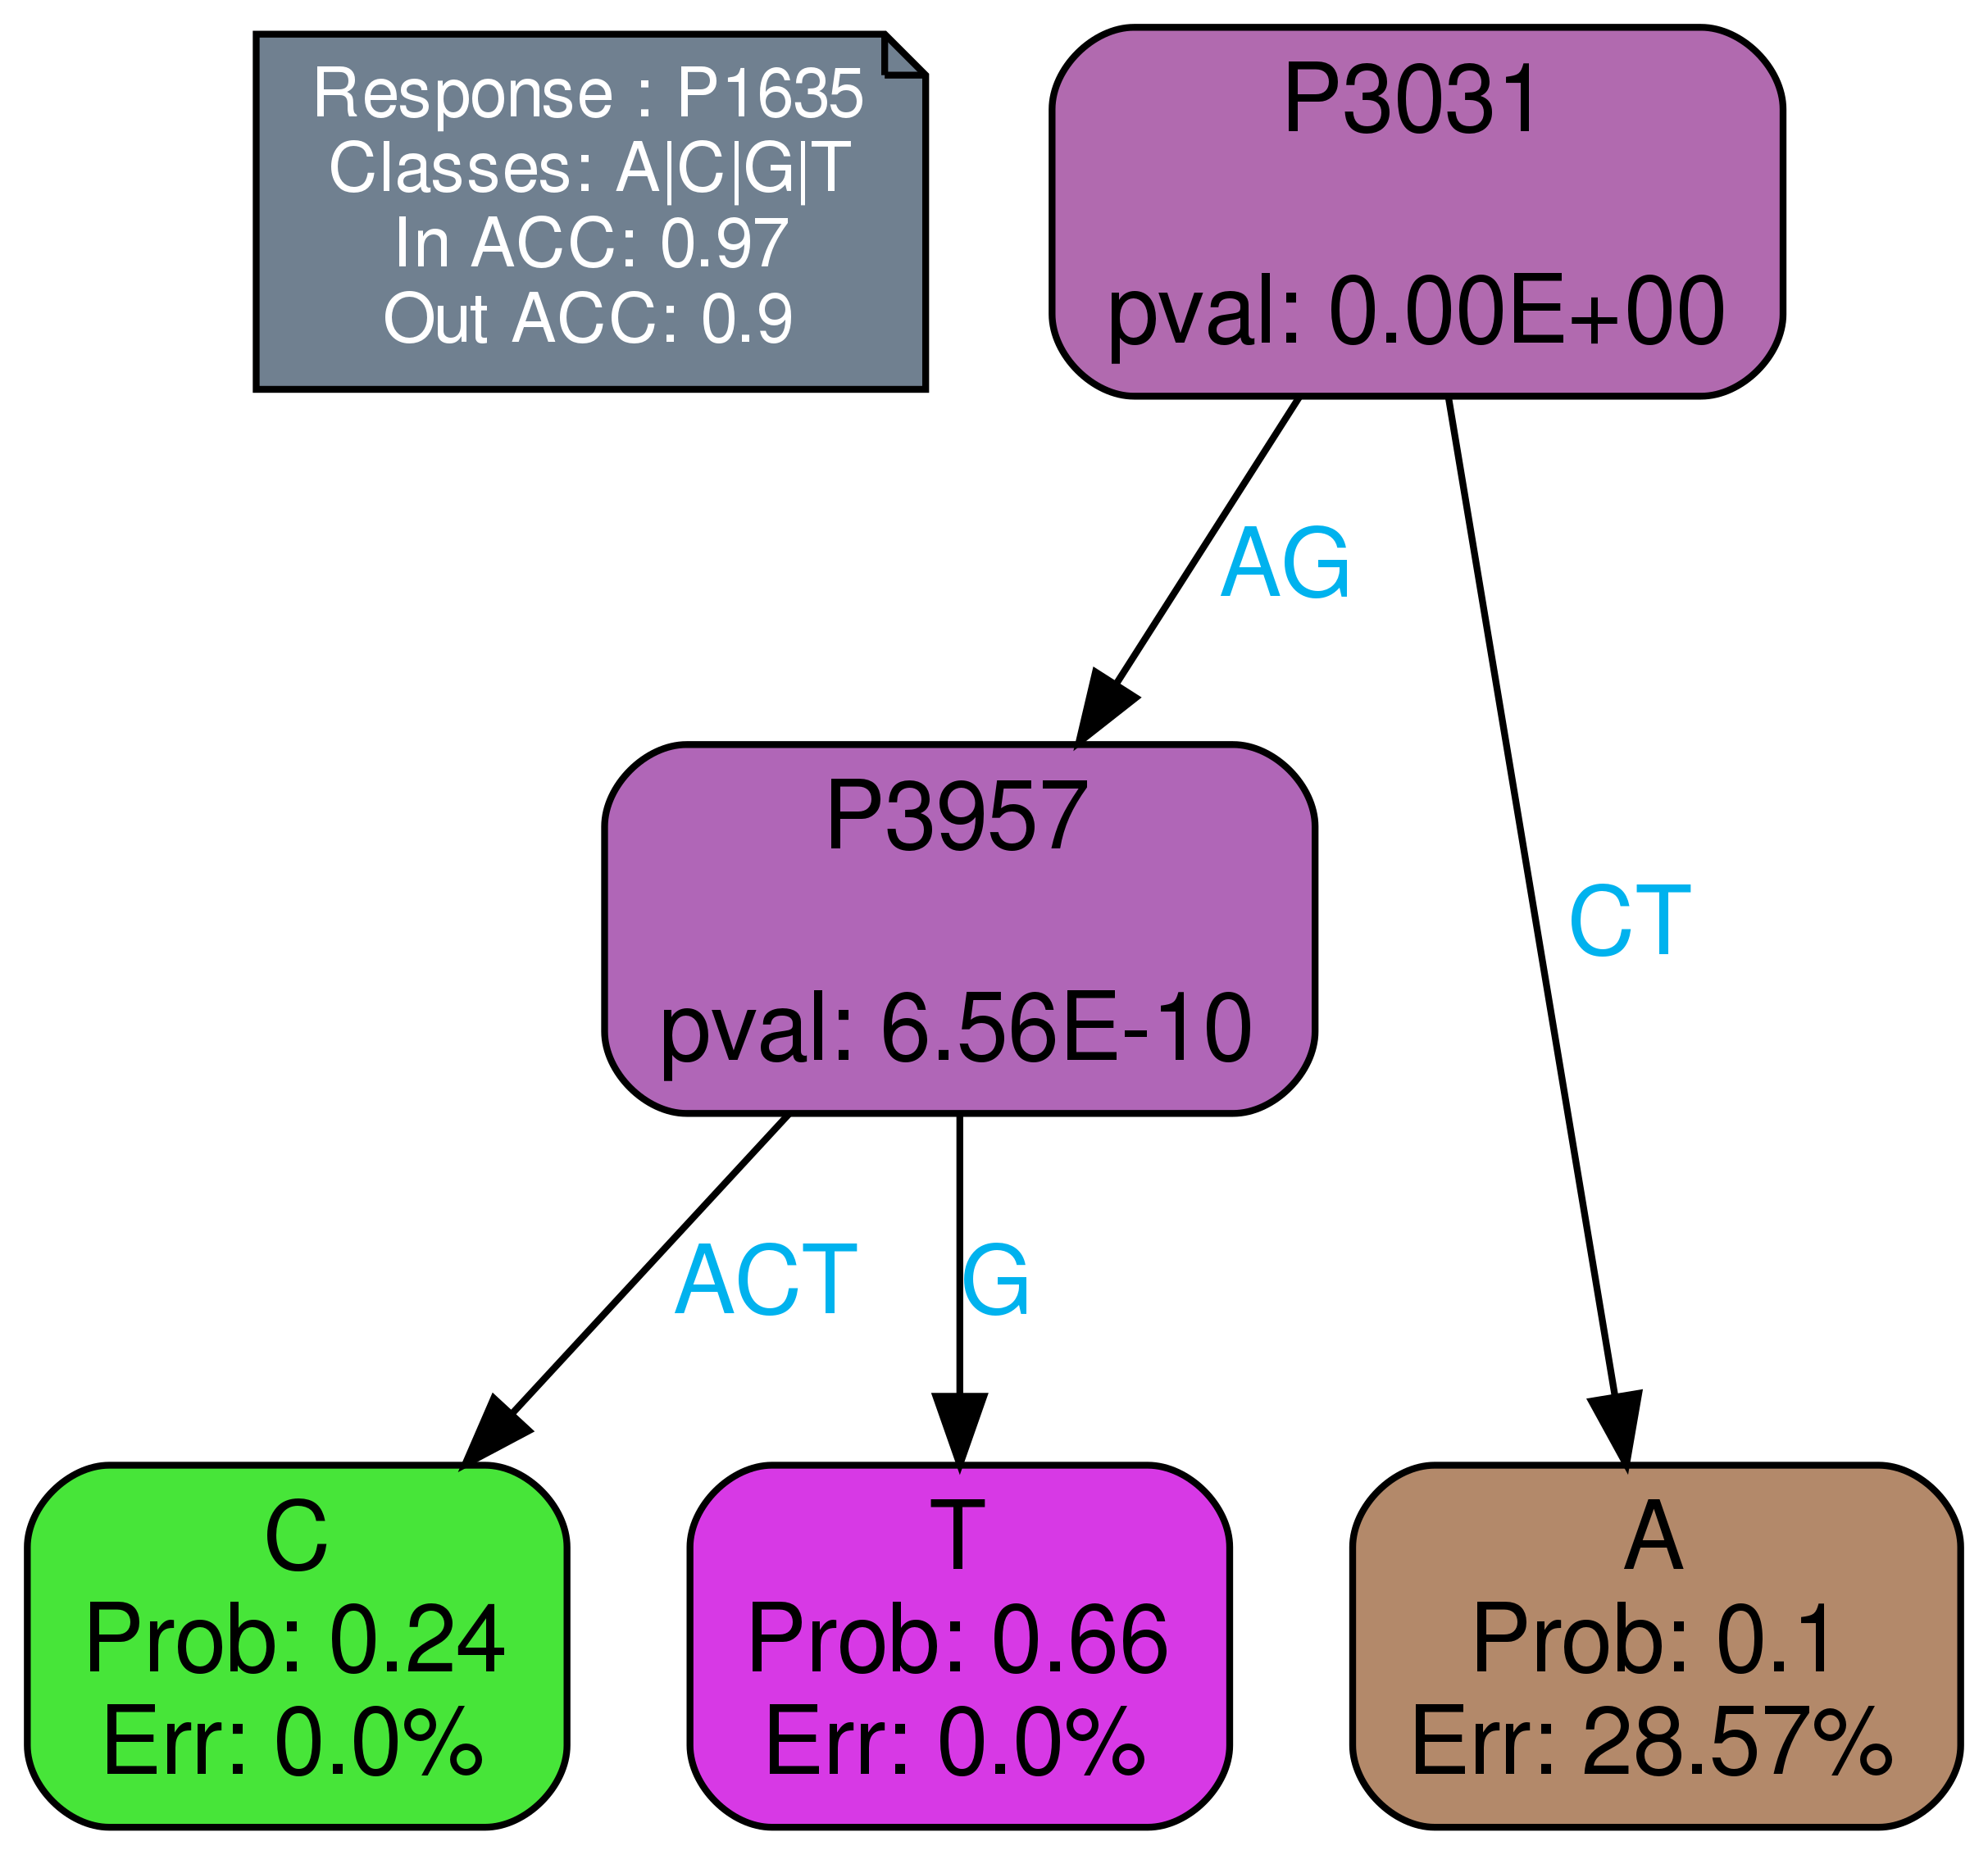 Response : P1635
Classes: A|C|G|T
In ACC: 0.97
Out ACC: 0.9
P3031
pval: 0.00E+00
AG
P3957
pval: 6.56E-10
CT
ACT
G
C
Prob: 0.24
Err: 0.0%
T
Prob: 0.66
Err: 0.0%
A
Prob: 0.1
Err: 28.57%